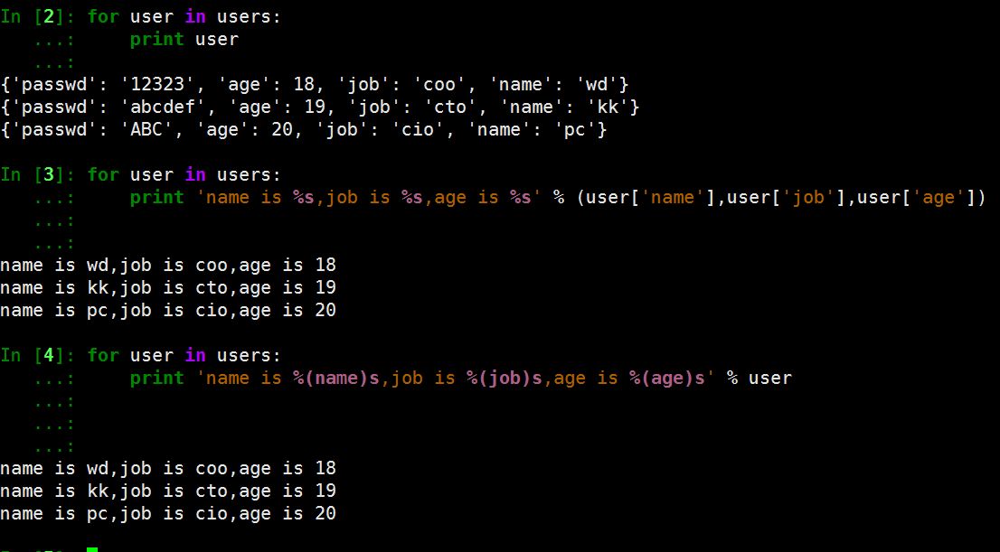 In [2]: for user in users:
   ...:     print user
   ...:
{'passwd': '12323', 'age': 18, 'job': 'coo', 'name': 'wd'}
{'passwd': 'abcdef', 'age': 19, 'job': 'cto', 'name': 'kk'}
{'passwd': 'ABC', 'age': 20, 'job': 'cio', 'name': 'pc'}
In [3]: for user in users:
   ...:     print 'name is %s,job is %s,age is %s' % (user['name'],user['job'],user['age'])
   ...:
   ...:
name is wd,job is coo,age is 18
name is kk,job is cto,age is 19
name is pc,job is cio,age is 20
In [4]: for user in users:
   ...:     print 'name is %(name)s,job is %(job)s,age is %(age)s' % user
   ...:
   ...:
   ...:
name is wd,job is coo,age is 18
name is kk,job is cto,age is 19
name is pc,job is cio,age is 20